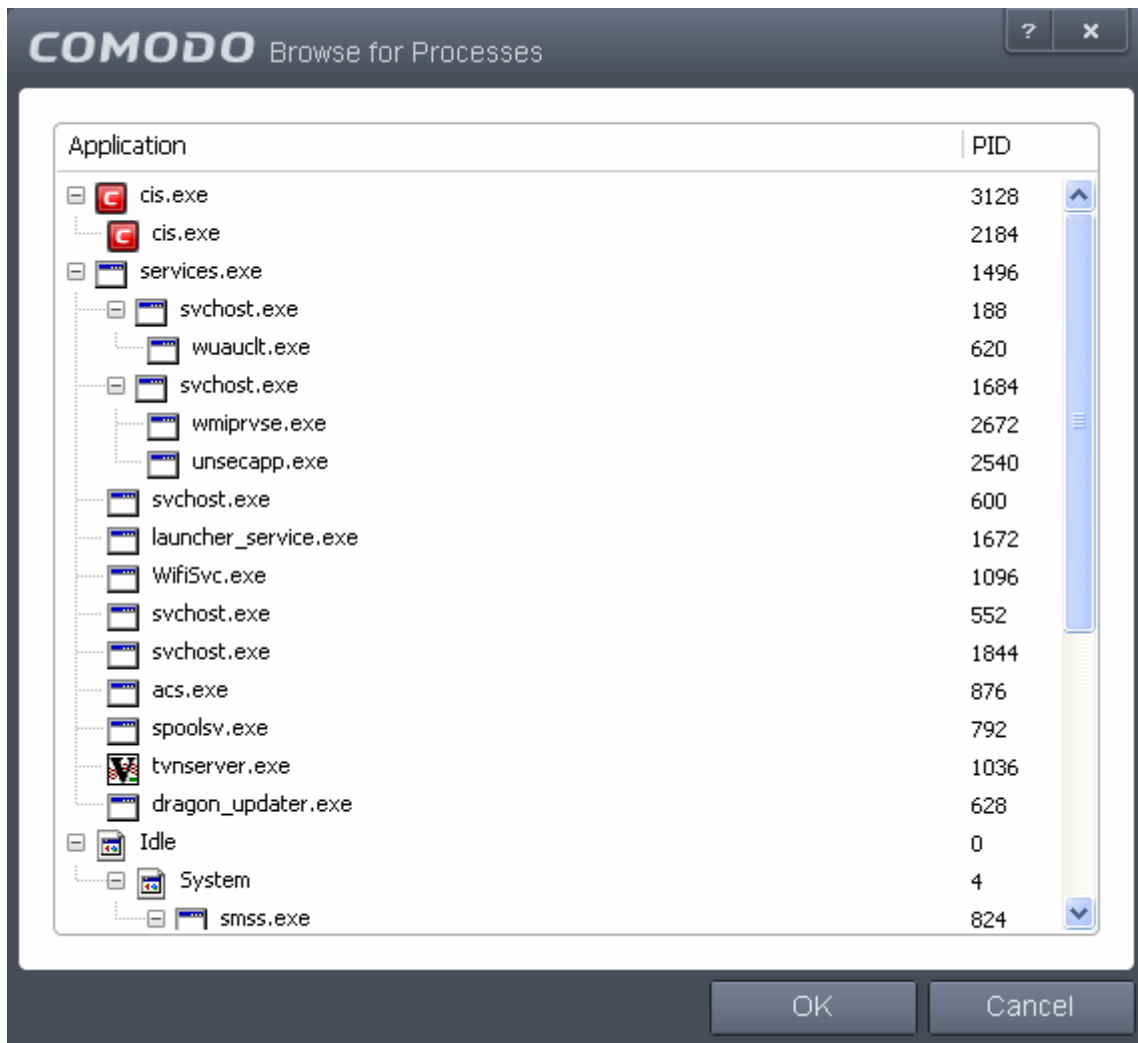 COMODO Browse for Processes ? x
Application PID
cis.exe 3128
cis.exe 2184
services.exe 1496
svchost.exe 188
wuauclt.exe 620
svchost.exe 1684
wmiprvse.exe 2672
unsecapp.exe 2540
svchost.exe 600
launcher_service.exe 1672
WifiSvc.exe 1096
svchost.exe 552
svchost.exe 1844
acs.exe 876
spoolsv.exe 792
tvnserver.exe 1036
dragon_updater.exe 628
Idle 0
System 4
smss.exe 824
OK Cancel